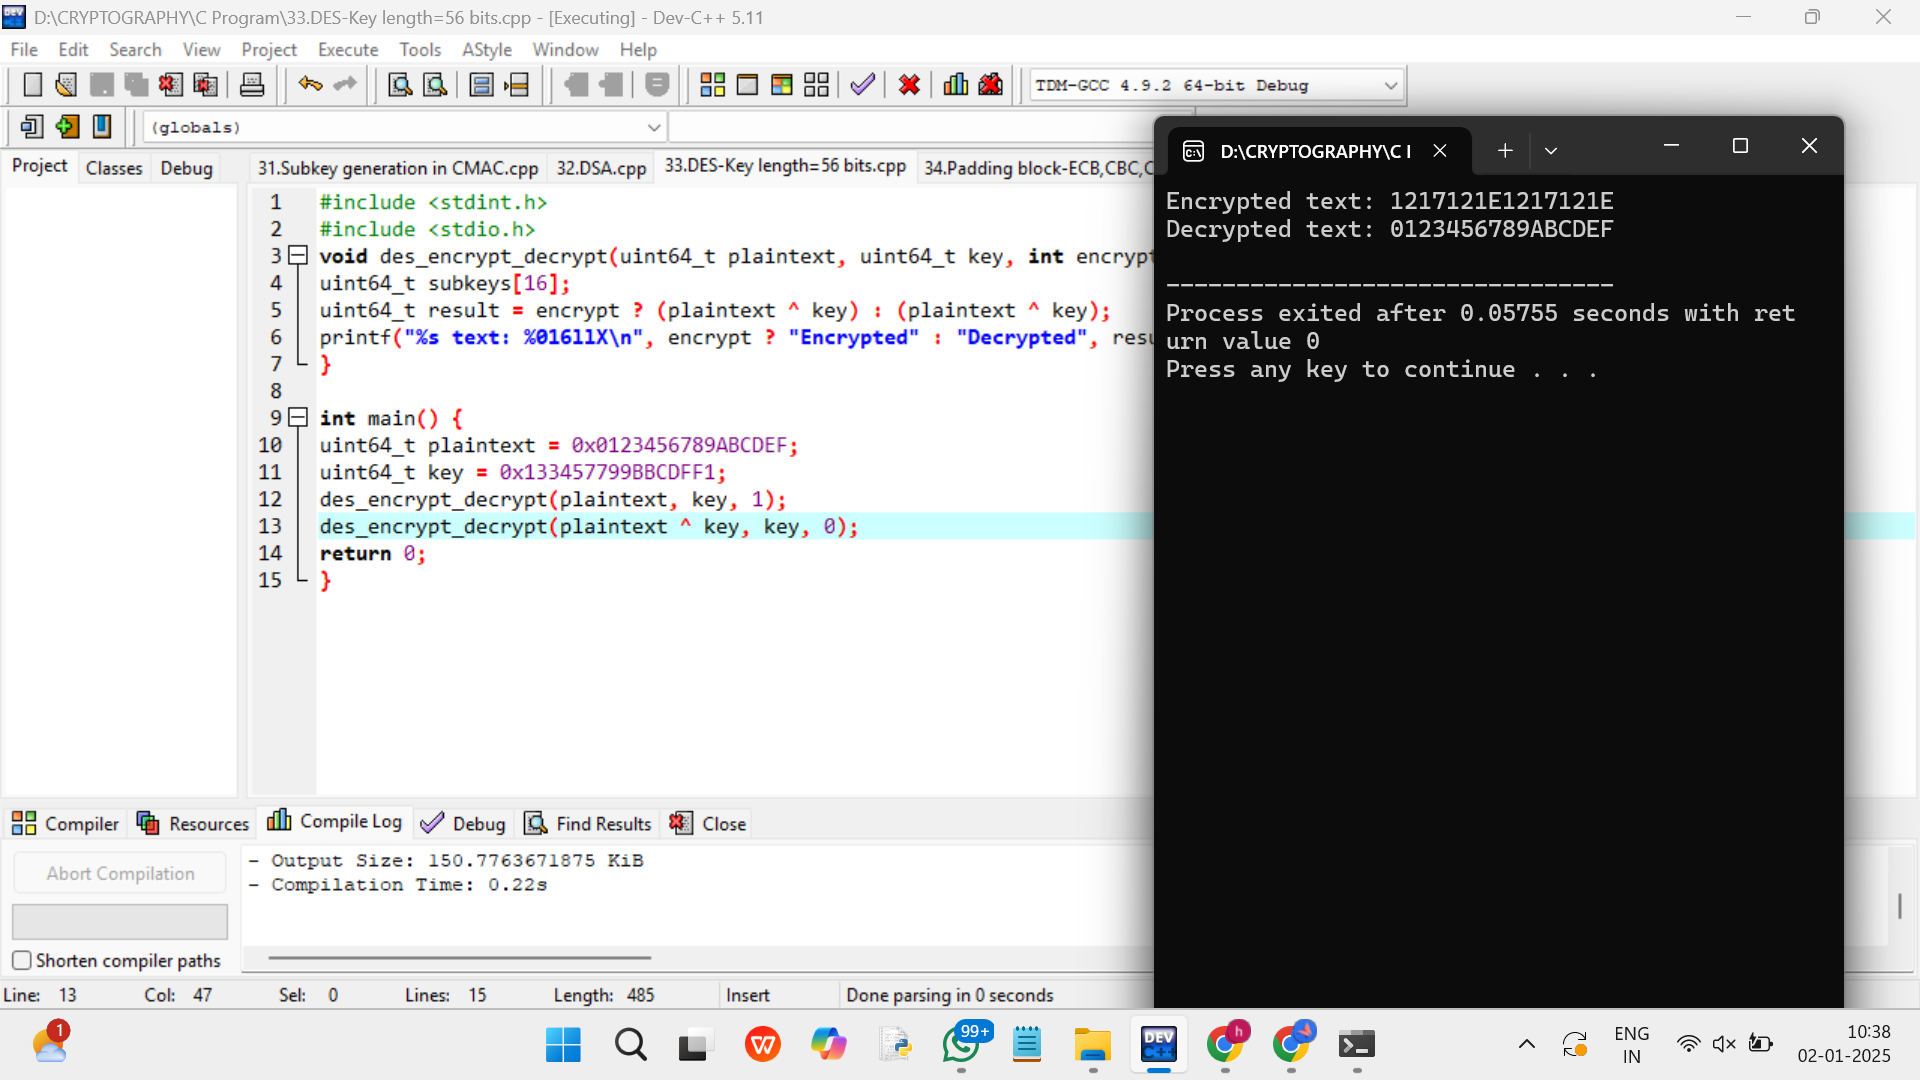 D:\CRYPTOGRAPHY\C Program\33.DES-Key length=56 bits.cpp - [Executing] - Dev-C++ 5.11
File Edit Search View Project Execute Tools AStyle Window Help
TDM-GCC 4.9.2 64-bit Debug
(globals)
Project Classes Debug
31.Subkey generation in CMAC.cpp 32.DSA.cpp 33.DES-Key length=56 bits.cpp 34.Padding block-ECB,CBC,C
1 #include <stdint.h>
2 #include <stdio.h>
3 void des_encrypt_decrypt(uint64_t plaintext, uint64_t key, int encrypt
4 uint64_t subkeys[16];
5 uint64_t result = encrypt ? (plaintext ^ key) : (plaintext ^ key);
6 printf("%s text: %016llX\n", encrypt ? "Encrypted" : "Decrypted", resu
7 }
8
9 int main() {
10 uint64_t plaintext = 0x0123456789ABCDEF;
11 uint64_t key = 0x133457799BBCDFF1;
12 des_encrypt_decrypt(plaintext, key, 1);
13 des_encrypt_decrypt(plaintext ^ key, key, 0);
14 return 0;
15 }
D:\CRYPTOGRAPHY\C
Encrypted text: 1217121E1217121E
Decrypted text: 0123456789ABCDEF
--------------------------------
Process exited after 0.05755 seconds with ret
urn value 0
Press any key to continue . . .
Compiler Resources Compile Log Debug Find Results Close
Abort Compilation
Shorten compiler paths
- Output Size: 150.7763671875 KiB
- Compilation Time: 0.22s
Line: 13 Col: 47 Sel: 0 Lines: 15 Length: 485 Insert Done parsing in 0 seconds
1
99+
DEV
C++
h
ENG
IN
10:38
02-01-2025